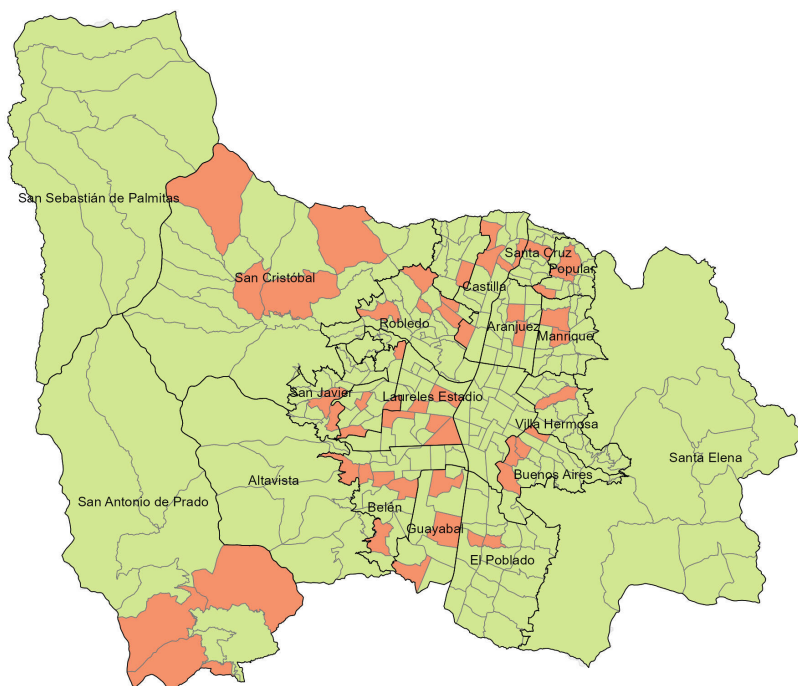 San Sebastián de Palmitas
San Cristóbal
Santa Cruz
Popular
Castilla
Robledo
Aranjuez
Manrique
San Javier
Laureles Estadio
Villa Hermosa
Santa Elena
Buenos Aires
Altavista
San Antonio de Prado
Belén
Guayabal
El Poblado